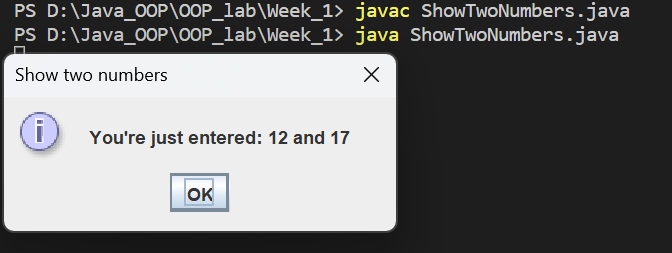 PS D:\Java_OOP\OOP_lab\Week_1> javac ShowTwoNumbers.java
PS D:\Java_OOP\OOP_lab\Week_1> java ShowTwoNumbers.java
Show two numbers
You're just entered: 12 and 17
OK